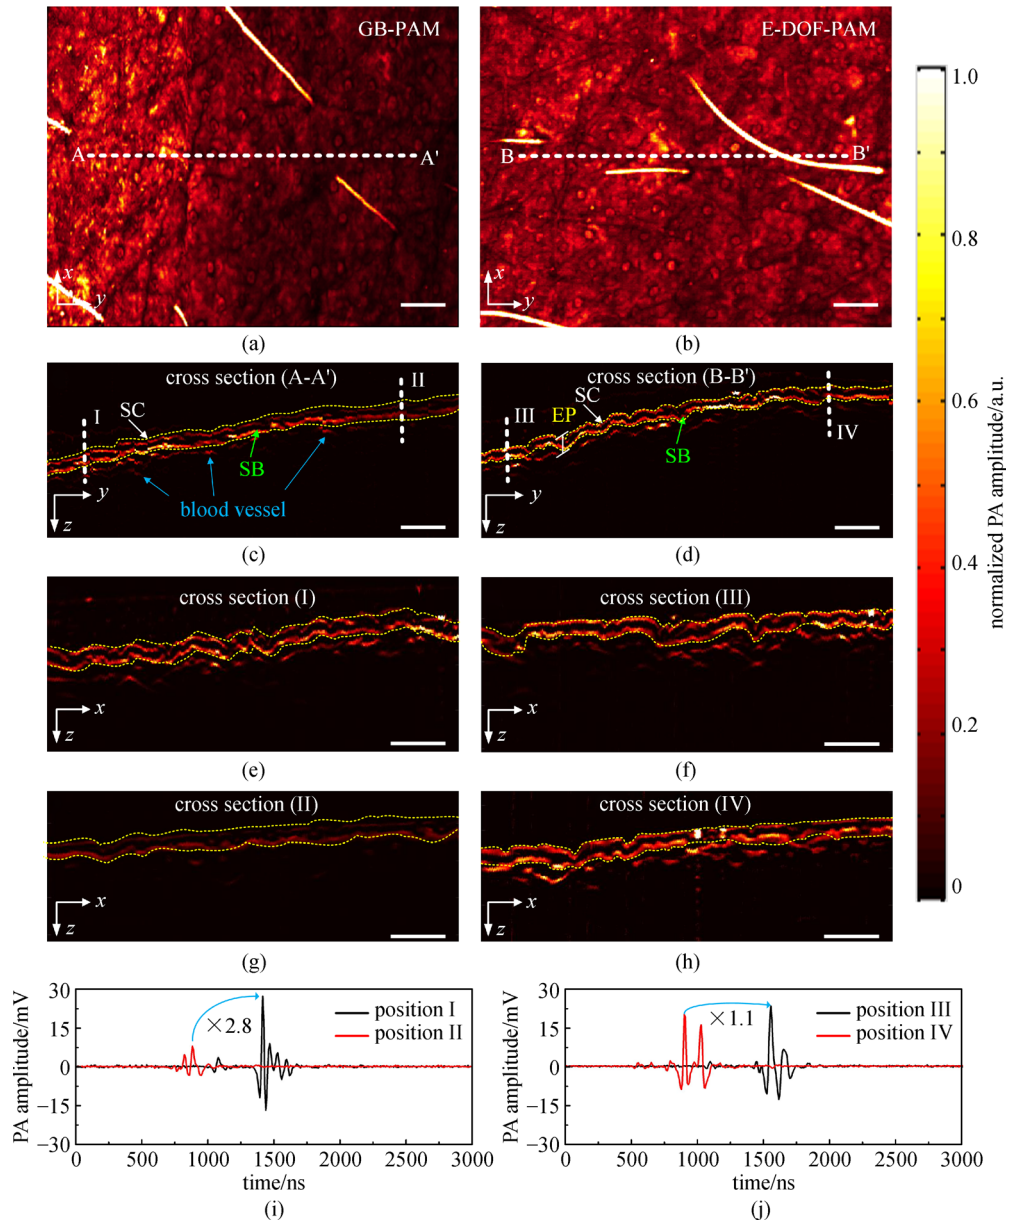 GB-PAM
A
A'
x
y
(a)
E-DOF-PAM
B
B'
x
y
(b)
1.0
0.8
0.6
0.4
0.2
0
normalized PA amplitude/a.u.
cross section (A-A')
I
II
SC
SB
blood vessel
y
z
(c)
cross section (B-B')
III
IV
EP
SC
SB
y
z
(d)
cross section (I)
x
z
(e)
cross section (III)
x
z
(f)
cross section (II)
x
z
(g)
cross section (IV)
x
z
(h)
PA amplitude/mV
30
15
0
−15
−30
×2.8
position I
position II
0 500 1000 1500 2000 2500 3000
time/ns
(i)
PA amplitude/mV
30
15
0
−15
−30
×1.1
position III
position IV
0 500 1000 1500 2000 2500 3000
time/ns
(j)